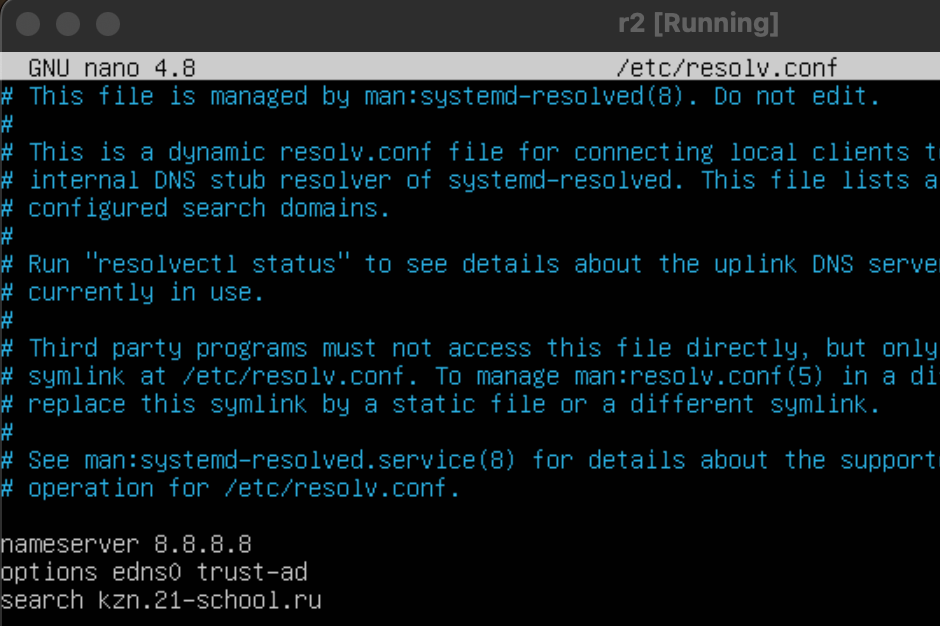 r2 [Running]
GNU nano 4.8 /etc/resolv.conf
# This file is managed by man:systemd-resolved(8). Do not edit.
#
# This is a dynamic resolv.conf file for connecting local clients
# internal DNS stub resolver of systemd-resolved. This file lists a
# configured search domains.
#
# Run "resolvectl status" to see details about the uplink DNS
# currently in use.
#
# Third party programs must not access this file directly, but only
# symlink at /etc/resolv.conf. To manage man:resolv.conf(5) in a
# replace this symlink by a static file or a different symlink.
#
# See man:systemd-resolved.service(8) for details about the
# operation for /etc/resolv.conf.
nameserver 8.8.8.8
options edns0 trust-ad
search kzn.21-school.ru